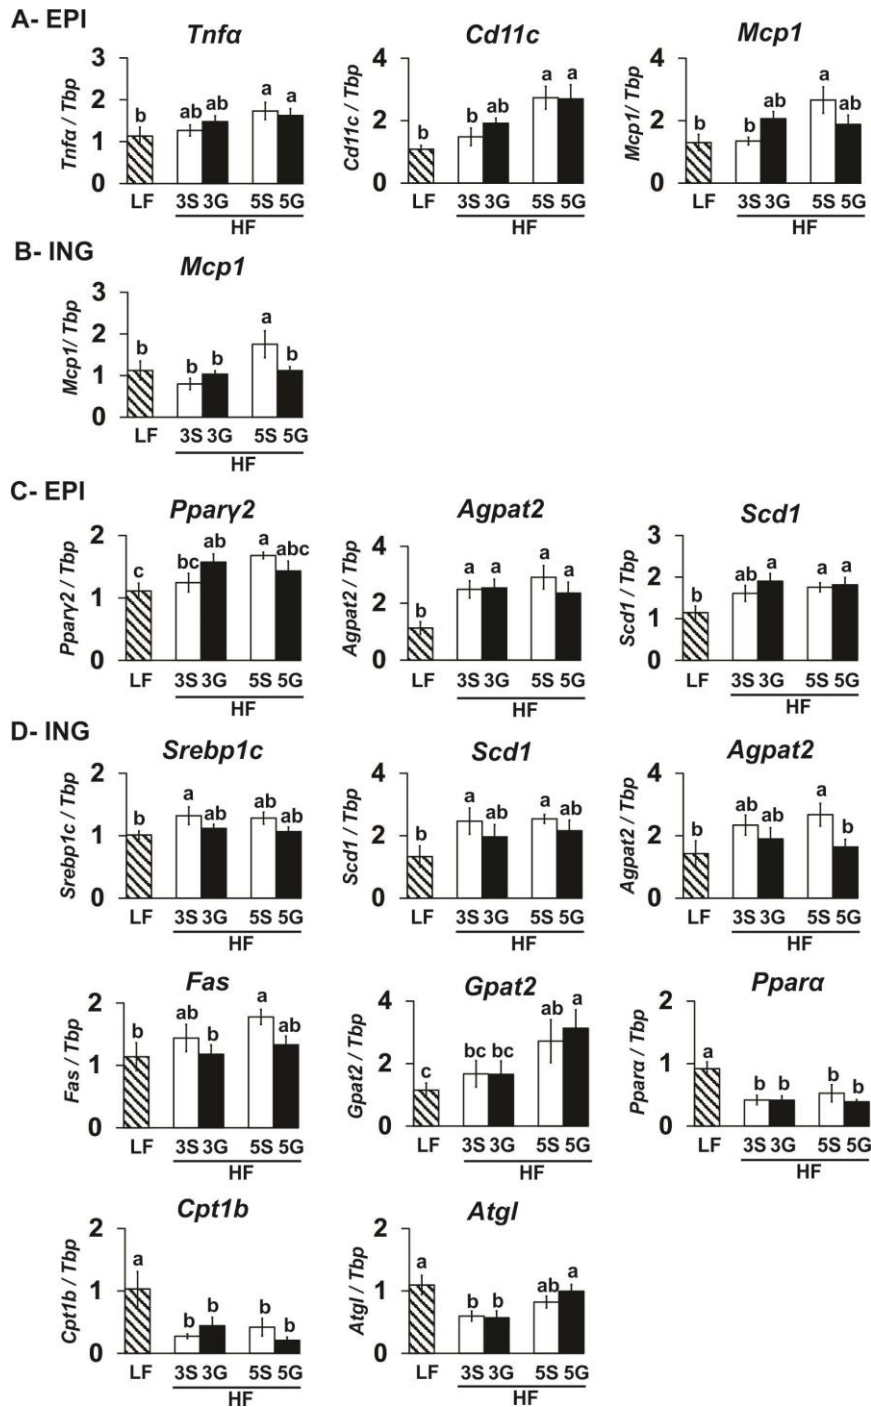 A- EPI
Tnfα Cd11c Mcp1
Tnfα / Tbp
3
2
1
0
b ab ab a a
LF 3S 3G 5S 5G
HF
Cd11c / Tbp
4
2
0
b b ab a a
LF 3S 3G 5S 5G
HF
Mcp1/ Tbp
4
2
0
b b ab a ab
LF 3S 3G 5S 5G
HF
B- ING
Mcp1
Mcp1/ Tbp
3
2
1
0
b b b a b
LF 3S 3G 5S 5G
HF
C- EPI
Pparγ2 Agpat2 Scd1
Pparγ2 / Tbp
2
1
0
c bc ab a abc
LF 3S 3G 5S 5G
HF
Agpat2 / Tbp
4
2
0
b a a a a
LF 3S 3G 5S 5G
HF
Scd1 / Tbp
3
2
1
0
b ab a a a
LF 3S 3G 5S 5G
HF
D- ING
Srebp1c Scd1 Agpat2
Srebp1c / Tbp
2
1
0
b a ab ab ab
LF 3S 3G 5S 5G
HF
Scd1 / Tbp
4
2
0
b a ab a ab
LF 3S 3G 5S 5G
HF
Agpat2 / Tbp
4
2
0
b ab ab a b
LF 3S 3G 5S 5G
HF
Fas Gpat2 Pparα
Fas / Tbp
2
1
0
b ab b a ab
LF 3S 3G 5S 5G
HF
Gpat2 / Tbp
4
2
0
c bc bc ab a
LF 3S 3G 5S 5G
HF
Pparα / Tbp
2
1
0
a b b b b
LF 3S 3G 5S 5G
HF
Cpt1b Atgl
Cpt1b / Tbp
2
1
0
a b b b b
LF 3S 3G 5S 5G
HF
Atgl / Tbp
2
1
0
a b b ab a
LF 3S 3G 5S 5G
HF